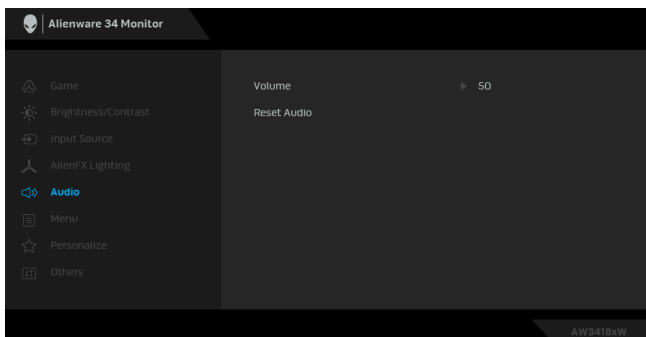 Alienware 34 Monitor
Game
Brightness/Contrast
Input Source
AlienFX Lighting
Audio
Menu
Personalize
Others
Volume 50
Reset Audio
AW3418xW